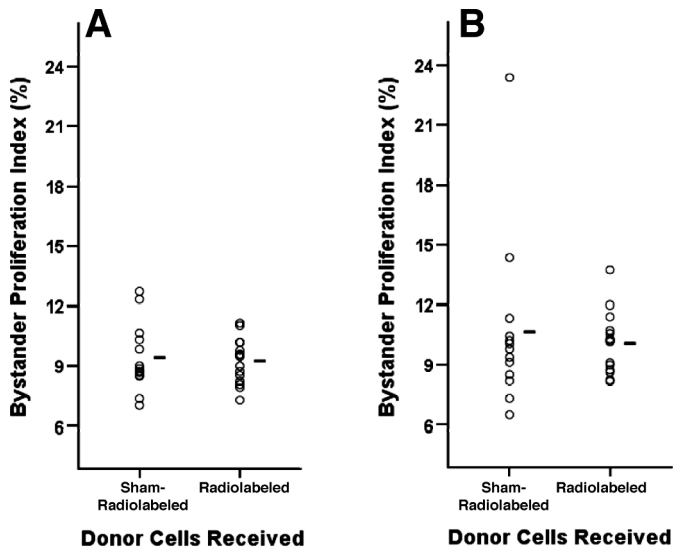 A
Bystander Proliferation Index (%)
24
21
18
15
12
9
6
Sham-
Radiolabeled
Radiolabeled
Donor Cells Received
B
Bystander Proliferation Index (%)
24
21
18
15
12
9
6
Sham-
Radiolabeled
Radiolabeled
Donor Cells Received